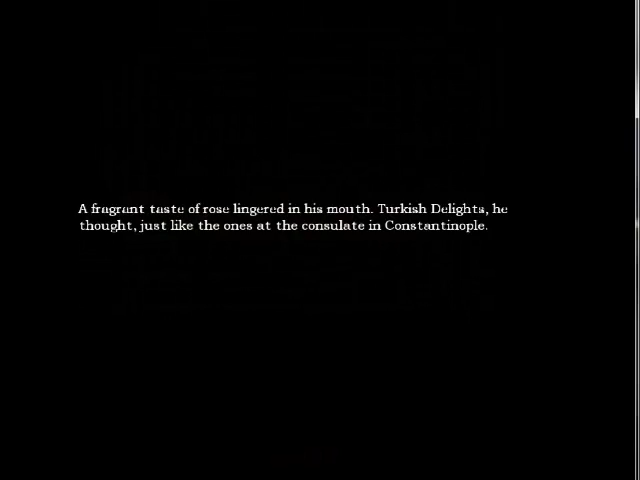 A fragrant taste of rose lingered in his mouth. Turkish Delights, he
thought, just like the ones at the consulate in Constantinople.